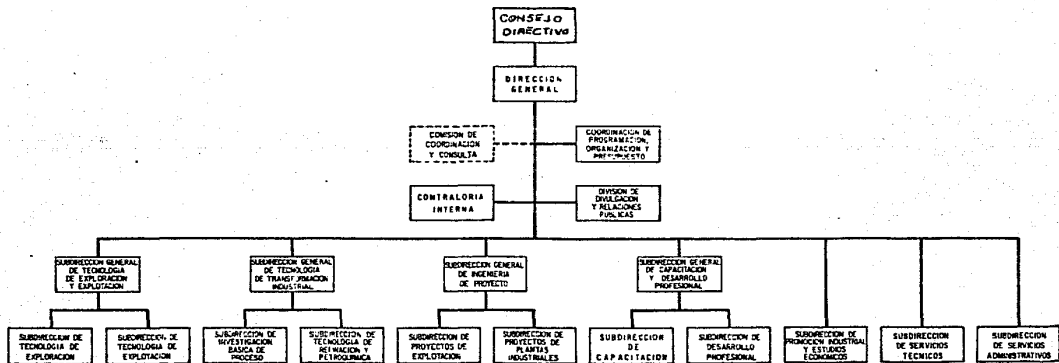 CONSEJO
DIRECTIVO
DIRECCION
GENERAL
COMISION DE
COORDINACION
Y CONSULTA
COORDINACION DE
PROGRAMACION,
ORGANIZACION Y
PRESUPUESTO
CONTRALORIA
INTERNA
DIVISION DE
DIVULGACION
Y RELACIONES
PUBLICAS
SUBDIRECCION GENERAL
DE TECNOLOGIA
DE EXPLORACION
Y EXPLOTACION
SUBDIRECCION GENERAL
DE TECNOLOGIA
DE TRANSFORMACION
INDUSTRIAL
SUBDIRECCION GENERAL
DE INGENIERIA
DE PROYECTO
SUBDIRECCION GENERAL
DE CAPACITACION
Y DESARROLLO
PROFESIONAL
SUBDIRECCION DE
TECNOLOGIA DE
EXPLORACION
SUBDIRECCION DE
TECNOLOGIA DE
EXPLOTACION
SUBDIRECCION DE
INVESTIGACION
BASICA DE
PROCESO
SUBDIRECCION DE
TECNOLOGIA DE
REFINACION Y
PETROQUIMICA
SUBDIRECCION DE
PROYECTOS DE
EXPLOTACION
SUBDIRECCION DE
PROYECTOS DE
PLANTAS
INDUSTRIALES
SUBDIRECCION
DE
CAPACITACION
SUBDIRECCION DE
DESARROLLO
PROFESIONAL
SUBDIRECCION DE
PROMOCION INDUSTRIAL
Y ESTUDIOS
ECONOMICOS
SUBDIRECCION
DE SERVICIOS
TECNICOS
SUBDIRECCION
DE SERVICIOS
ADMINISTRATIVOS